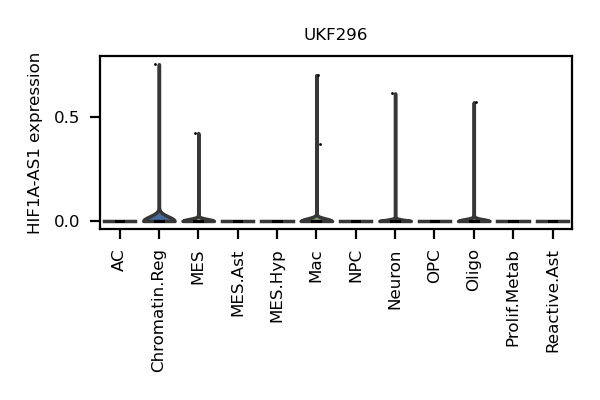 UKF296
HIF1A-AS1 expression
0.5
0.0
AC
Chromatin.Reg
MES
MES.Ast
MES.Hyp
Mac
NPC
Neuron
OPC
Oligo
Prolif.Metab
Reactive.Ast